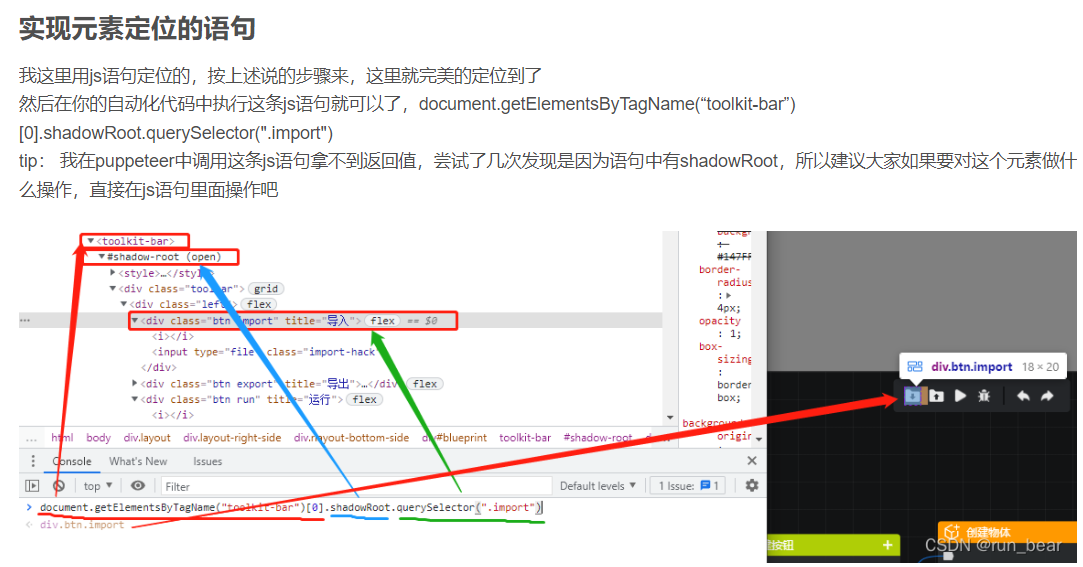 实现元素定位的语句
我这里用js语句定位的，按上述说的步骤来，这里就完美的定位到了
然后在你的自动化代码中执行这条js语句就可以了，document.getElementsByTagName(“toolkit-bar”)
[0].shadowRoot.querySelector(".import")
tip： 我在puppeteer中调用这条js语句拿不到返回值，尝试了几次发现是因为语句中有shadowRoot，所以建议大家如果要对这个元素做什
么操作，直接在js语句里面操作吧
▼<toolkit-bar>
▼#shadow-root (open)
▶<style>…</style>
▼<div class="toolbar"> grid
▼<div class="left"> flex
▼<div class="btn import" title="导入"> flex == $0
<i></i>
<input type="file" class="import-hack"
</div>
▶<div class="btn export" title="导出">…</div> flex
▼<div class="btn run" title="运行"> flex
<i></i>
#147FF
border-
radius
:▶
4px;
opacity
: 1;
box-
sizing
:
border
box;
background
origin
div.btn.import 18 × 20
... html body div.layout div.layout-right-side div.layout-bottom-side div#blueprint toolkit-bar #shadow-root
Console What's New Issues
top ▼ Filter Default levels ▼ 1 Issue: 1
> document.getElementsByTagName("toolkit-bar")[0].shadowRoot.querySelector(".import")
div.btn.import
创建物体
按钮 +
CSDN @run_bear